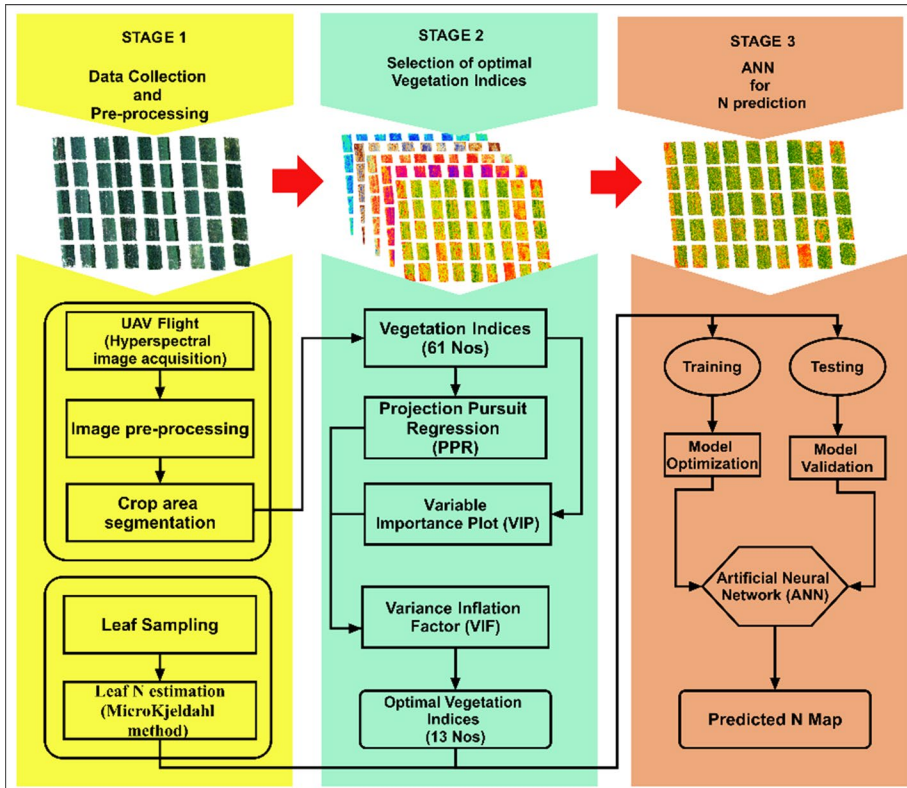 STAGE 1
Data Collection
and
Pre-processing
STAGE 2
Selection of optimal
Vegetation Indices
STAGE 3
ANN
for
N prediction
UAV Flight
(Hyperspectral
image acquisition)
Image pre-processing
Crop area
segmentation
Leaf Sampling
Leaf N estimation
(MicroKjeldahl
method)
Vegetation Indices
(61 Nos)
Projection Pursuit
Regression
(PPR)
Variable
Importance Plot (VIP)
Variance Inflation
Factor (VIF)
Optimal Vegetation
Indices
(13 Nos)
Training
Testing
Model
Optimization
Model
Validation
Artificial Neural
Network (ANN)
Predicted N Map